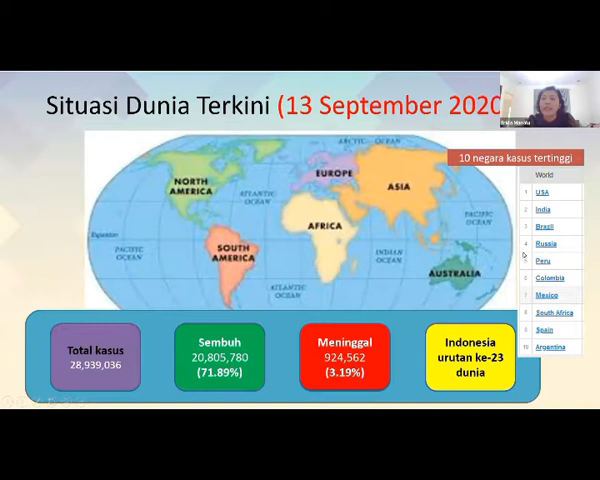 Situasi Dunia Terkini (13 September 2020
10 negara kasus tertinggi
World
1 USA
2 India
3 Brazil
4 Russia
5 Peru
6 Colombia
7 Mexico
8 South Africa
9 Spain
10 Argentina
ARCTIC OCEAN
NORTH
AMERICA
EUROPE
ASIA
ATLANTIC
OCEAN
AFRICA
PACIFIC
OCEAN
Equator
PACIFIC
OCEAN
SOUTH
AMERICA
INDIAN
OCEAN
ATLANTIC
OCEAN
AUSTRALIA
Total kasus
28,939,036
Sembuh
20,805,780
(71.89%)
Meninggal
924,562
(3.19%)
Indonesia
urutan ke-23
dunia